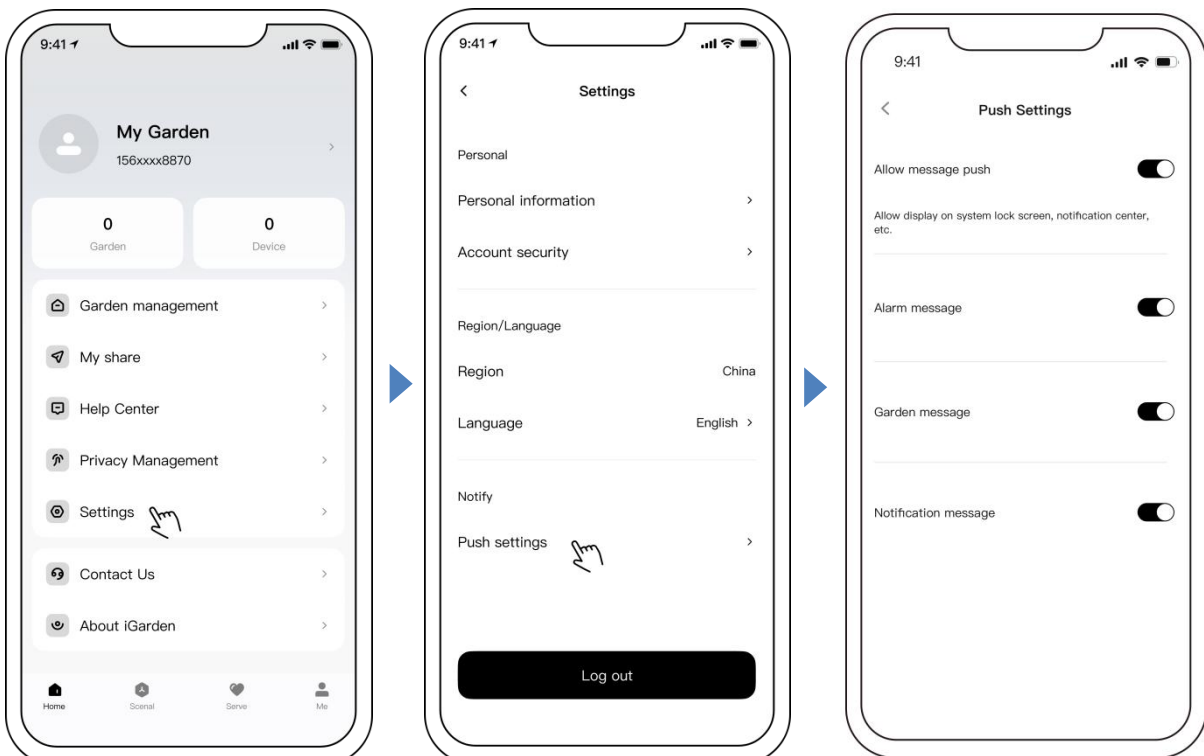 9:41
My Garden
156xxxx8870
0
Garden
0
Device
Garden management
My share
Help Center
Privacy Management
Settings
Contact Us
About iGarden
Home
Scenal
Serve
Me
9:41
Settings
Personal
Personal information
Account security
Region/Language
Region
China
Language
English
Notify
Push settings
Log out
9:41
Push Settings
Allow message push
Allow display on system lock screen, notification center,
etc.
Alarm message
Garden message
Notification message